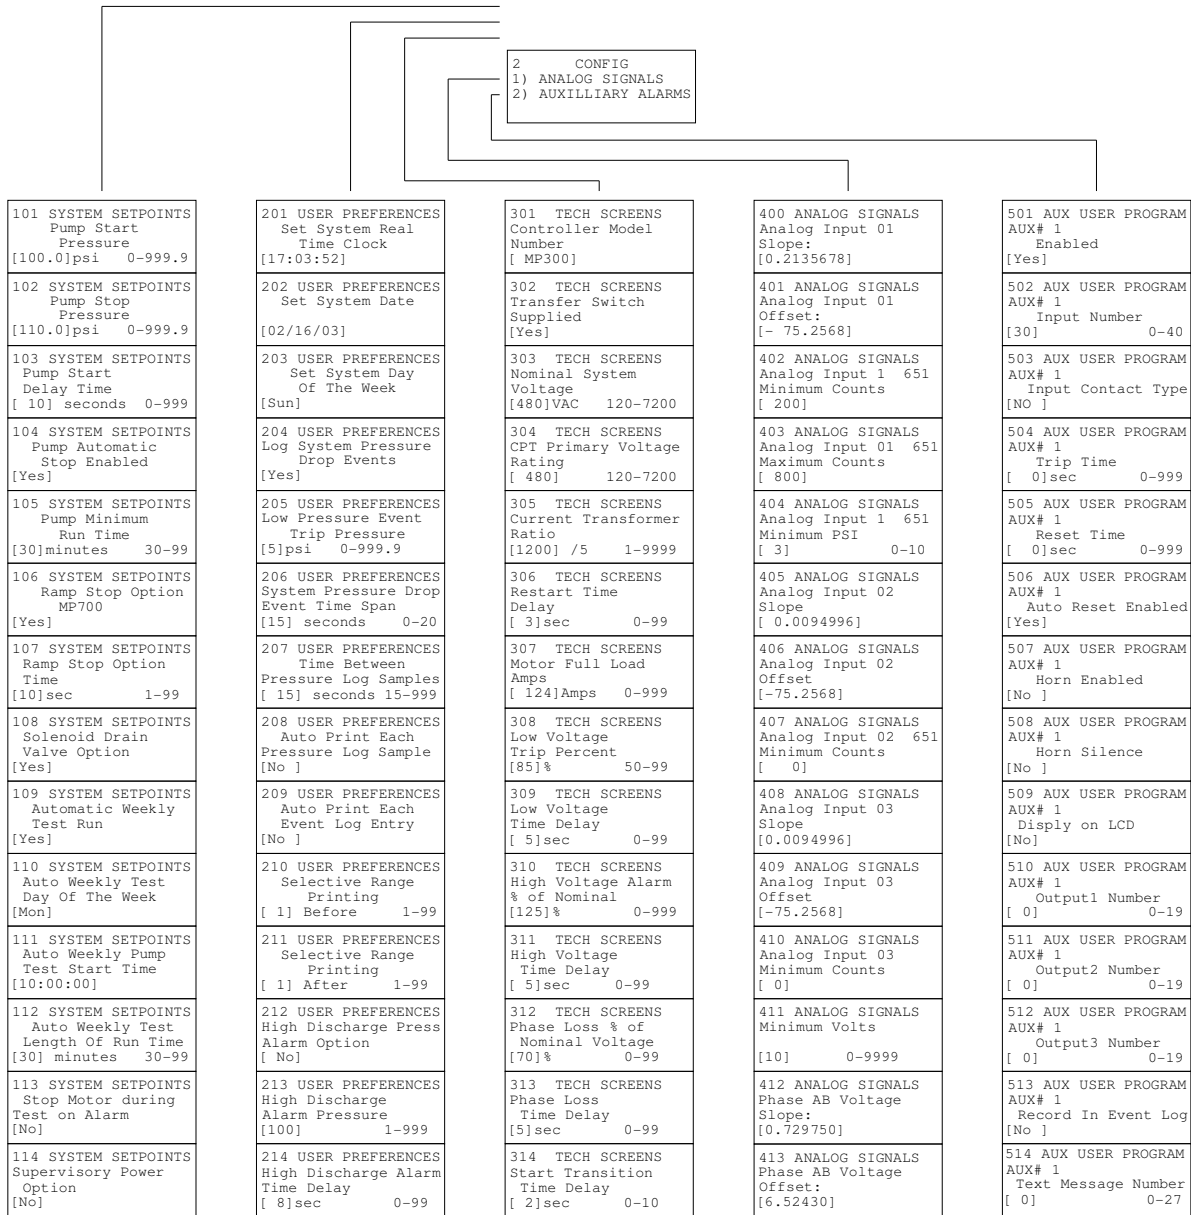 2 CONFIG
1) ANALOG SIGNALS
2) AUXILLIARY ALARMS
101 SYSTEM SETPOINTS
Pump Start
Pressure
[100.0]psi 0-999.9
102 SYSTEM SETPOINTS
Pump Stop
Pressure
[110.0]psi 0-999.9
103 SYSTEM SETPOINTS
Pump Start
Delay Time
[ 10] seconds 0-999
104 SYSTEM SETPOINTS
Pump Automatic
Stop Enabled
[Yes]
105 SYSTEM SETPOINTS
Pump Minimum
Run Time
[30]minutes 30-99
106 SYSTEM SETPOINTS
Ramp Stop Option
MP700
[Yes]
107 SYSTEM SETPOINTS
Ramp Stop Option
Time
[10]sec 1-99
108 SYSTEM SETPOINTS
Solenoid Drain
Valve Option
[Yes]
109 SYSTEM SETPOINTS
Automatic Weekly
Test Run
[Yes]
110 SYSTEM SETPOINTS
Auto Weekly Test
Day Of The Week
[Mon]
111 SYSTEM SETPOINTS
Auto Weekly Pump
Test Start Time
[10:00:00]
112 SYSTEM SETPOINTS
Auto Weekly Test
Length Of Run Time
[30] minutes 30-99
113 SYSTEM SETPOINTS
Stop Motor during
Test on Alarm
[No]
114 SYSTEM SETPOINTS
Supervisory Power
Option
[No]
201 USER PREFERENCES
Set System Real
Time Clock
[17:03:52]
202 USER PREFERENCES
Set System Date
[02/16/03]
203 USER PREFERENCES
Set System Day
Of The Week
[Sun]
204 USER PREFERENCES
Log System Pressure
Drop Events
[Yes]
205 USER PREFERENCES
Low Pressure Event
Trip Pressure
[5]psi 0-999.9
206 USER PREFERENCES
System Pressure Drop
Event Time Span
[15] seconds 0-20
207 USER PREFERENCES
Time Between
Pressure Log Samples
[ 15] seconds 15-999
208 USER PREFERENCES
Auto Print Each
Pressure Log Sample
[No ]
209 USER PREFERENCES
Auto Print Each
Event Log Entry
[No ]
210 USER PREFERENCES
Selective Range
Printing
[ 1] Before 1-99
211 USER PREFERENCES
Selective Range
Printing
[ 1] After 1-99
212 USER PREFERENCES
High Discharge Press
Alarm Option
[ No]
213 USER PREFERENCES
High Discharge
Alarm Pressure
[100] 1-999
214 USER PREFERENCES
High Discharge Alarm
Time Delay
[ 8]sec 0-99
301 TECH SCREENS
Controller Model
Number
[ MP300]
302 TECH SCREENS
Transfer Switch
Supplied
[Yes]
303 TECH SCREENS
Nominal System
Voltage
[480]VAC 120-7200
304 TECH SCREENS
CPT Primary Voltage
Rating
[ 480] 120-7200
305 TECH SCREENS
Current Transformer
Ratio
[1200] /5 1-9999
306 TECH SCREENS
Restart Time
Delay
[ 3]sec 0-99
307 TECH SCREENS
Motor Full Load
Amps
[ 124]Amps 0-999
308 TECH SCREENS
Low Voltage
Trip Percent
[85]% 50-99
309 TECH SCREENS
Low Voltage
Time Delay
[ 5]sec 0-99
310 TECH SCREENS
High Voltage Alarm
% of Nominal
[125]% 0-999
311 TECH SCREENS
High Voltage
Time Delay
[ 5]sec 0-99
312 TECH SCREENS
Phase Loss % of
Nominal Voltage
[70]% 0-99
313 TECH SCREENS
Phase Loss
Time Delay
[5]sec 0-99
314 TECH SCREENS
Start Transition
Time Delay
[ 2]sec 0-10
400 ANALOG SIGNALS
Analog Input 01
Slope:
[0.2135678]
401 ANALOG SIGNALS
Analog Input 01
Offset:
[- 75.2568]
402 ANALOG SIGNALS
Analog Input 1 651
Minimum Counts
[ 200]
403 ANALOG SIGNALS
Analog Input 01 651
Maximum Counts
[ 800]
404 ANALOG SIGNALS
Analog Input 1 651
Minimum PSI
[ 3] 0-10
405 ANALOG SIGNALS
Analog Input 02
Slope
[ 0.0094996]
406 ANALOG SIGNALS
Analog Input 02
Offset
[-75.2568]
407 ANALOG SIGNALS
Analog Input 02 651
Minimum Counts
[ 0]
408 ANALOG SIGNALS
Analog Input 03
Slope
[0.0094996]
409 ANALOG SIGNALS
Analog Input 03
Offset
[-75.2568]
410 ANALOG SIGNALS
Analog Input 03
Minimum Counts
[ 0]
411 ANALOG SIGNALS
Minimum Volts
[10] 0-9999
412 ANALOG SIGNALS
Phase AB Voltage
Slope:
[0.729750]
413 ANALOG SIGNALS
Phase AB Voltage
Offset:
[6.52430]
501 AUX USER PROGRAM
AUX# 1
Enabled
[Yes]
502 AUX USER PROGRAM
AUX# 1
Input Number
[30] 0-40
503 AUX USER PROGRAM
AUX# 1
Input Contact Type
[NO ]
504 AUX USER PROGRAM
AUX# 1
Trip Time
[ 0]sec 0-999
505 AUX USER PROGRAM
AUX# 1
Reset Time
[ 0]sec 0-999
506 AUX USER PROGRAM
AUX# 1
Auto Reset Enabled
[Yes]
507 AUX USER PROGRAM
AUX# 1
Horn Enabled
[No ]
508 AUX USER PROGRAM
AUX# 1
Horn Silence
[No ]
509 AUX USER PROGRAM
AUX# 1
Disply on LCD
[No]
510 AUX USER PROGRAM
AUX# 1
Output1 Number
[ 0] 0-19
511 AUX USER PROGRAM
AUX# 1
Output2 Number
[ 0] 0-19
512 AUX USER PROGRAM
AUX# 1
Output3 Number
[ 0] 0-19
513 AUX USER PROGRAM
AUX# 1
Record In Event Log
[No ]
514 AUX USER PROGRAM
AUX# 1
Text Message Number
[ 0] 0-27